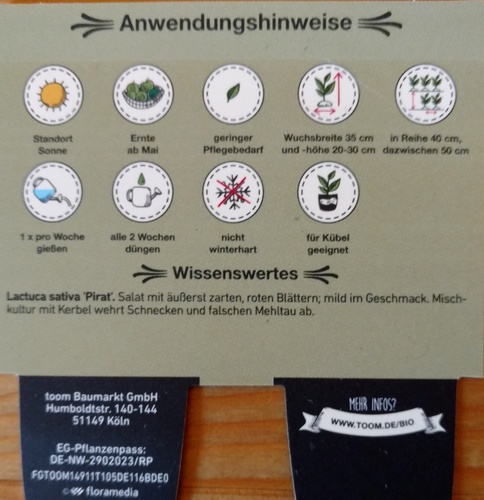 Anwendungshinweise
Standort
Sonne
Ernte
ab Mai
geringer
Pflegebedarf
Wuchsbreite 35 cm
und -höhe 20-30 cm
in Reihe 40 cm,
dazwischen 50 cm
1 x pro Woche
gießen
alle 2 Wochen
düngen
nicht
winterhart
für Kübel
geeignet
Wissenswertes
Lactuca sativa 'Pirat'. Salat mit äußerst zarten, roten Blättern; mild im Geschmack. Misch-
kultur mit Kerbel wehrt Schnecken und falschen Mehltau ab.
toom Baumarkt GmbH
Humboldtstr. 140-144
51149 Köln
EG-Pflanzenpass:
DE-NW-2902023/RP
FGTOOM14911T105DE116BDE0
© floramedia
MEHR INFOS?
WWW.TOOM.DE/BIO